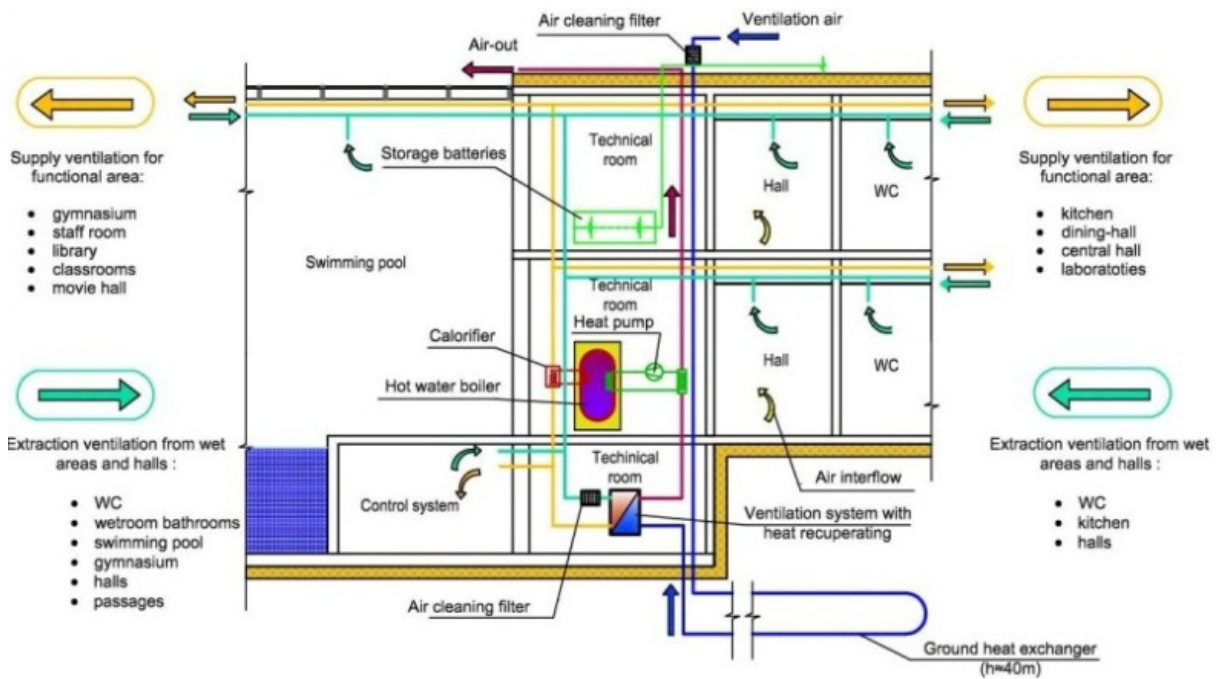 Air cleaning filter
Ventilation air
Air-out
Supply ventilation for
functional area:
• gymnasium
• staff room
• library
• classrooms
• movie hall
Storage batteries
Technical
room
Hall
WC
Supply ventilation for
functional area:
• kitchen
• dining-hall
• central hall
• laboratoties
Swimming pool
Technical
room
Heat pump
Calorifier
Hot water boiler
Hall
WC
Extraction ventilation from wet
areas and halls :
• WC
• wetroom bathrooms
• swimming pool
• gymnasium
• halls
• passages
Control system
Techinical
room
Air interflow
Ventilation system with
heat recuperating
Extraction ventilation from wet
areas and halls :
• WC
• kitchen
• halls
Air cleaning filter
Ground heat exchanger
(h≈40m)